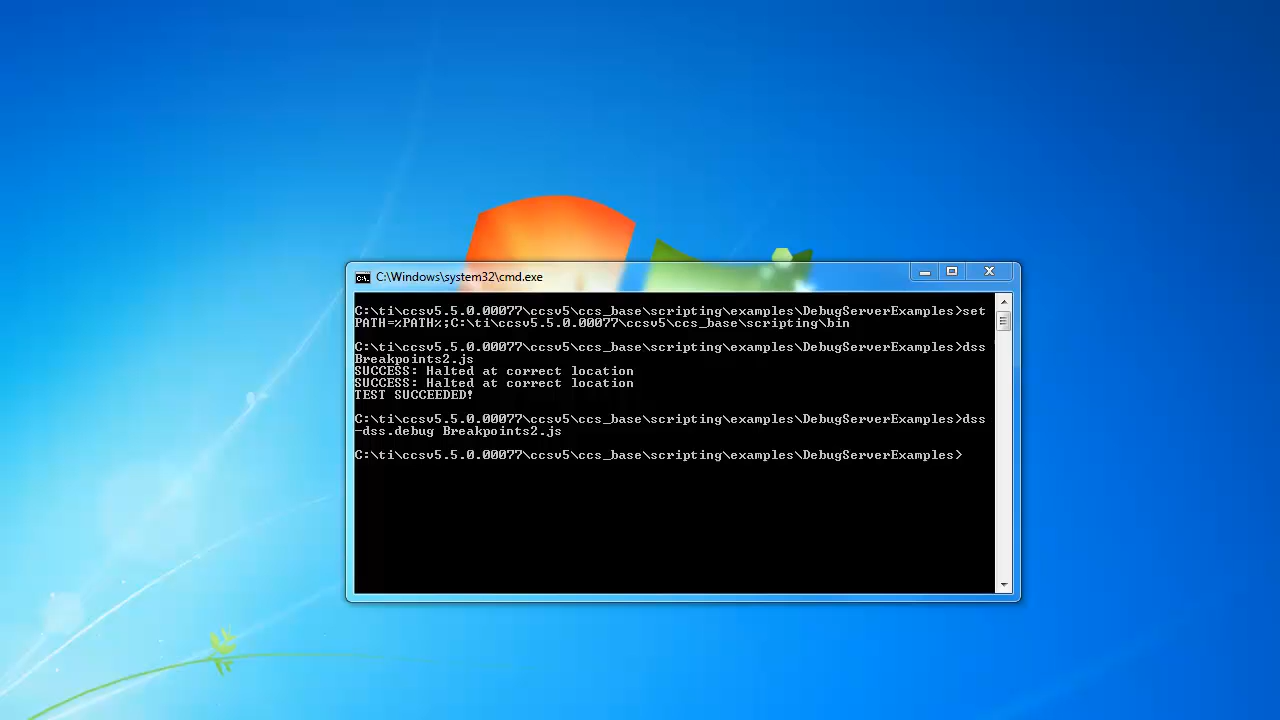 C:\Windows\system32\cmd.exe
C:\ti\ccsv5.5.0.00077\ccsv5\ccs_base\scripting\examples\DebugServerExamples>set
PATH=%PATH%;C:\ti\ccsv5.5.0.00077\ccsv5\ccs_base\scripting\bin
C:\ti\ccsv5.5.0.00077\ccsv5\ccs_base\scripting\examples\DebugServerExamples>dss
Breakpoints2.js
SUCCESS: Halted at correct location
SUCCESS: Halted at correct location
TEST SUCCEEDED!
C:\ti\ccsv5.5.0.00077\ccsv5\ccs_base\scripting\examples\DebugServerExamples>dss
-dss.debug Breakpoints2.js
C:\ti\ccsv5.5.0.00077\ccsv5\ccs_base\scripting\examples\DebugServerExamples>